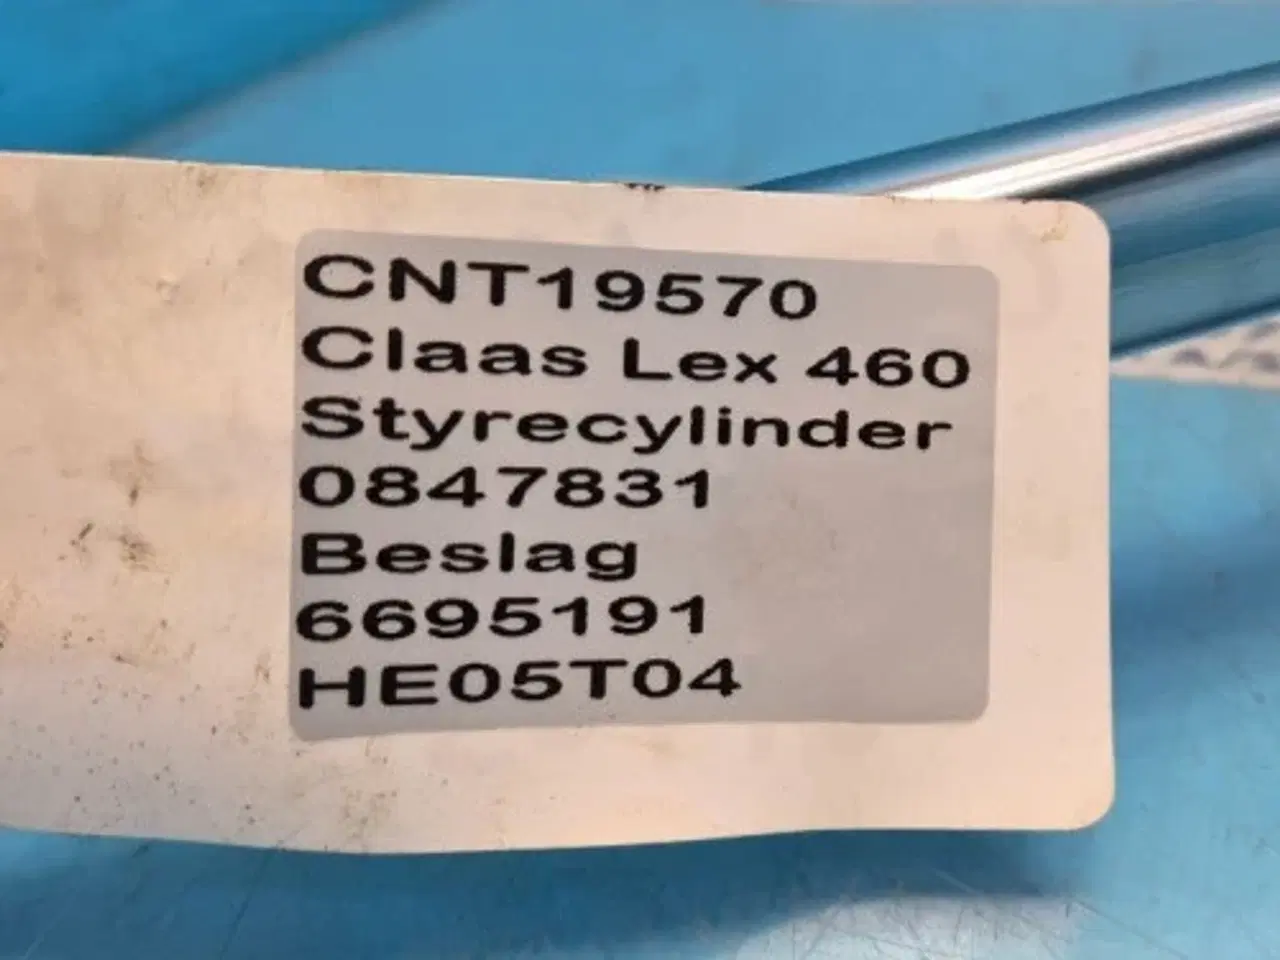 CNT19570
Claas Lex 460
Styrecylinder
0847831
Beslag
6695191
HE05T04